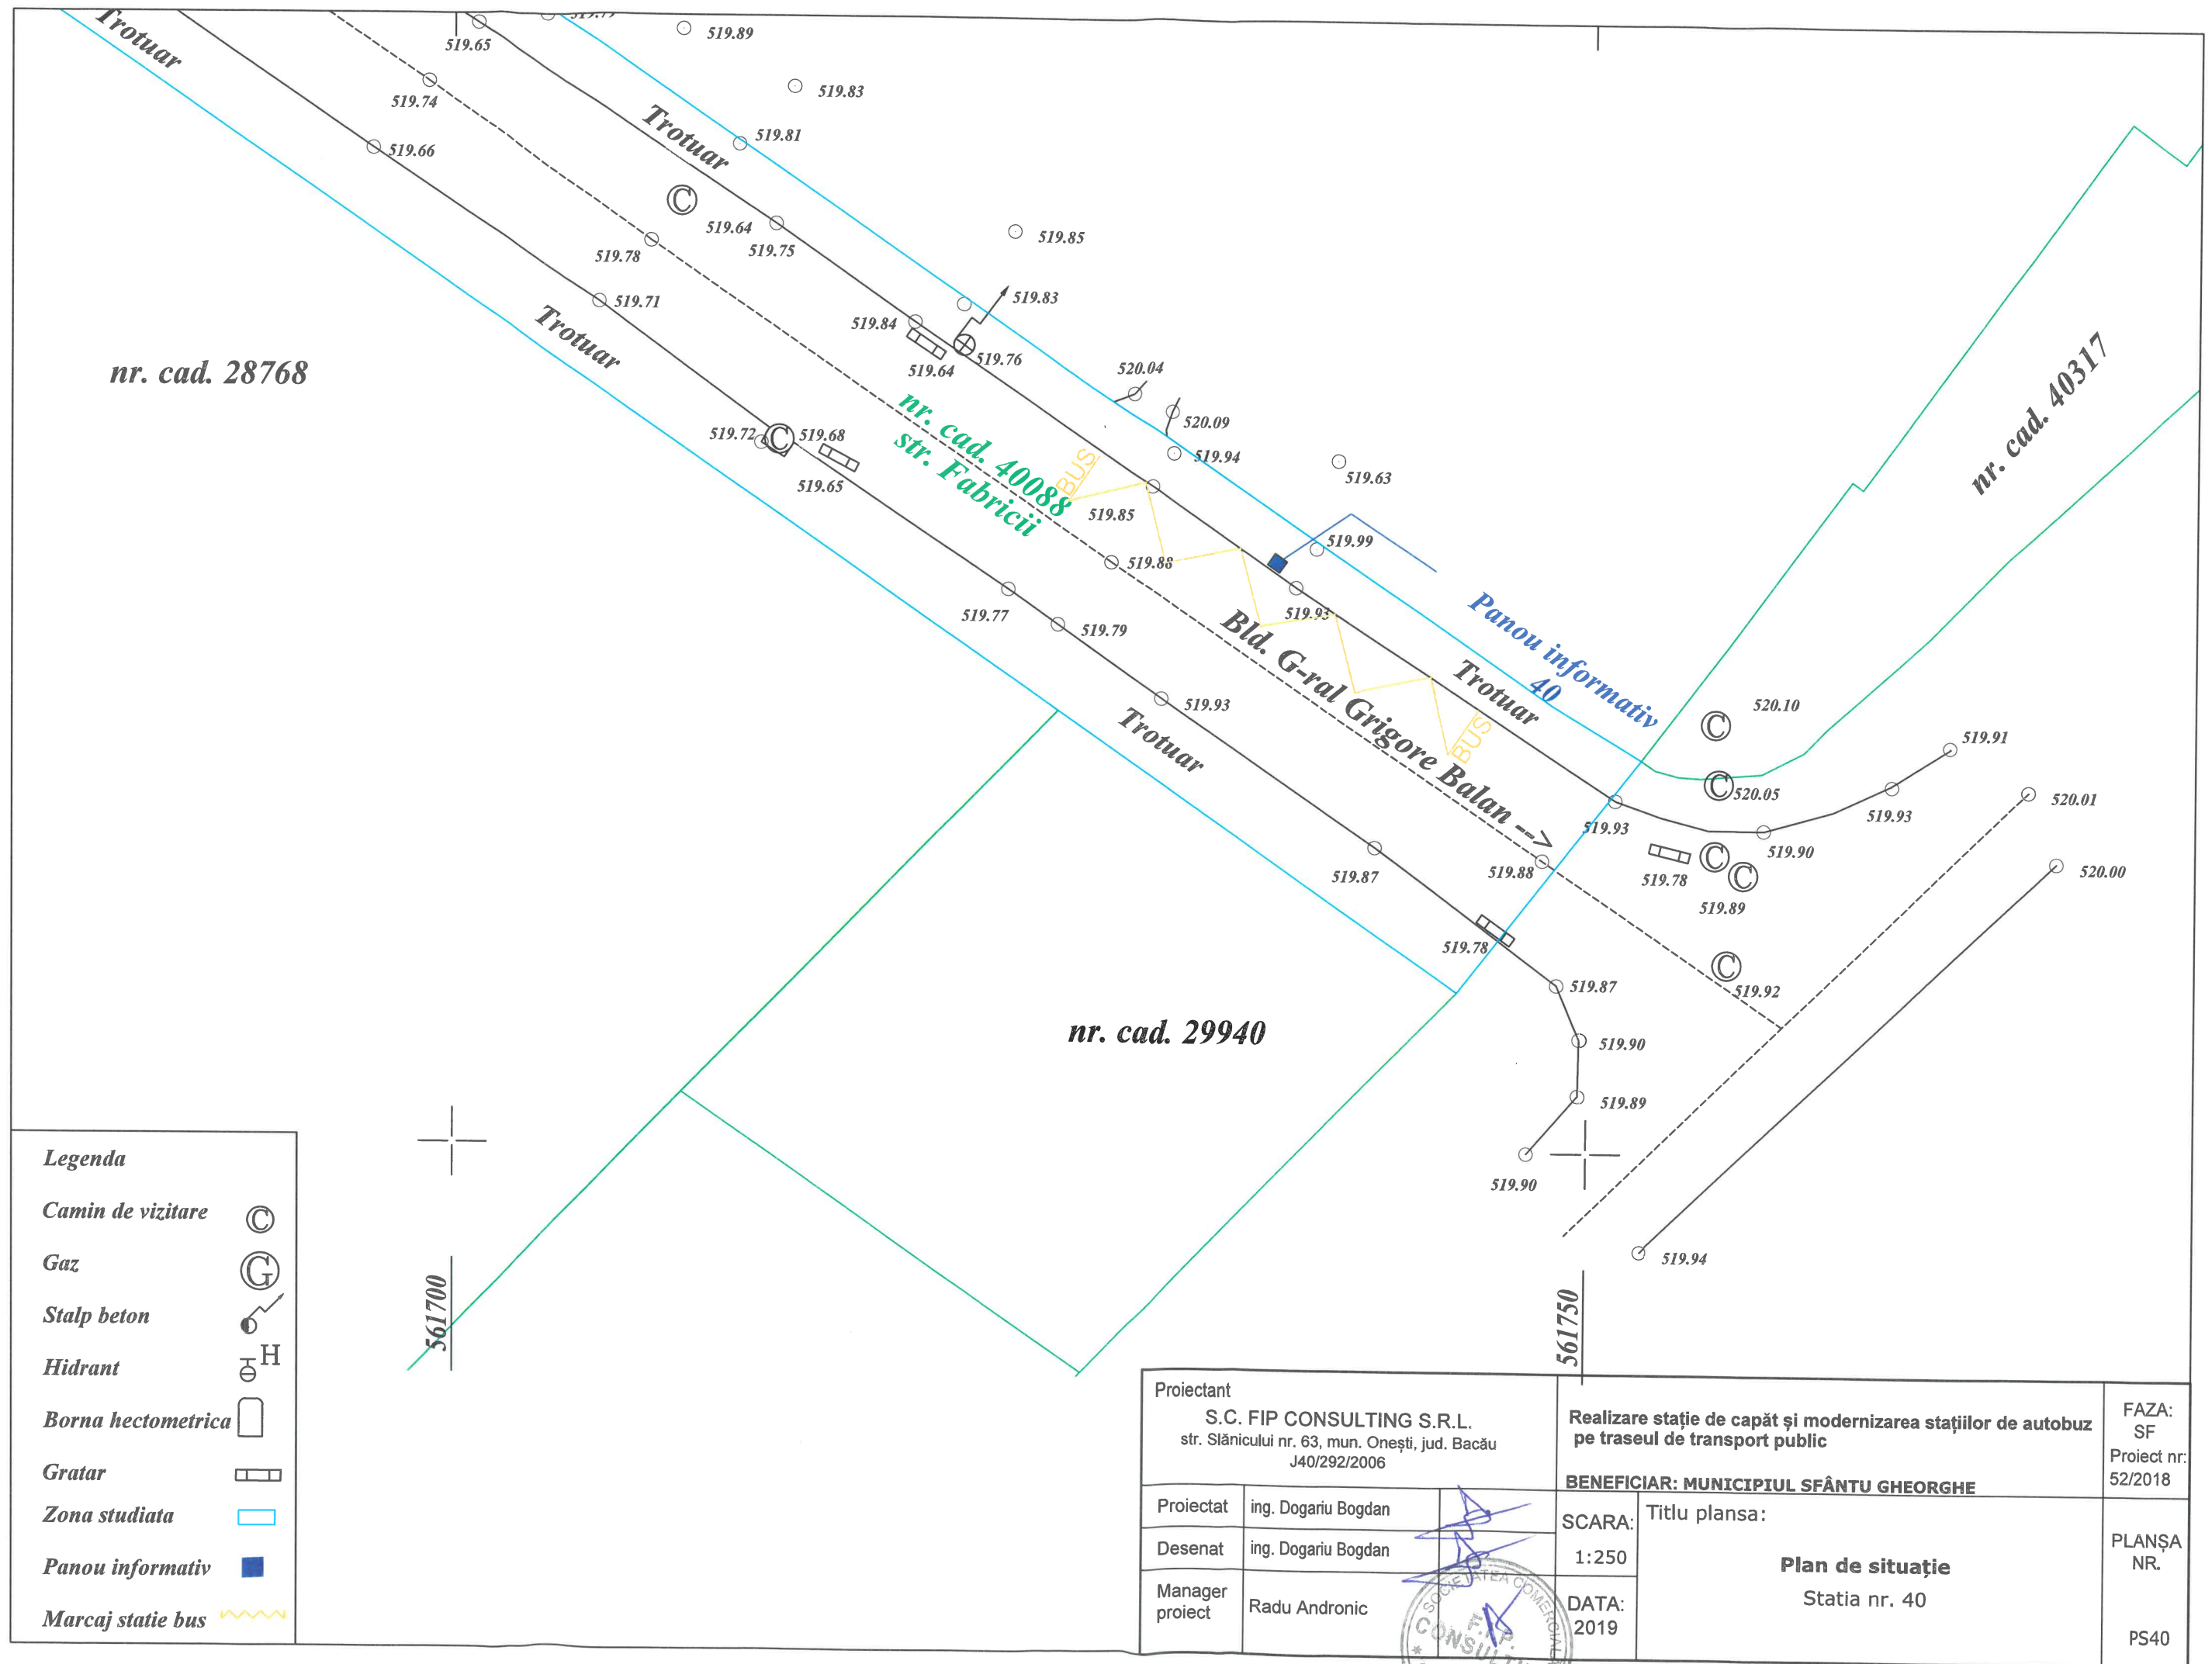 Trotuar
519.65
519.89
519.74
519.83
519.66
519.81
Trotuar
519.64
519.75
519.78
519.85
519.71
519.83
519.84
519.76
519.64
Trotuar
nr. cad. 28768
520.04
520.09
nr. cad. 40317
519.72
519.68
519.65
nr. cad. 40088
str. Fabricii
BUS
519.94
519.63
519.85
519.88
519.99
519.93
519.77
519.79
Panou informativ
40
Bld. G-ral Grigore Balan -->
Trotuar
BUS
519.93
Trotuar
520.10
519.91
520.05
520.01
519.93
519.93
519.90
519.87
519.88
519.78
519.89
520.00
519.78
519.87
519.92
nr. cad. 29940
519.90
519.89
519.90
519.94
561700
561750
Legenda
Camin de vizitare C
Gaz G
Stalp beton
Hidrant H
Borna hectometrica
Gratar
Zona studiata
Panou informativ
Marcaj statie bus
Proiectant
S.C. FIP CONSULTING S.R.L.
str. Slănicului nr. 63, mun. Onești, jud. Bacău
J40/292/2006
Realizare stație de capăt și modernizarea stațiilor de autobuz
pe traseul de transport public
BENEFICIAR: MUNICIPIUL SFÂNTU GHEORGHE
FAZA:
SF
Proiect nr:
52/2018
Proiectat ing. Dogariu Bogdan
Desenat ing. Dogariu Bogdan
Manager
proiect
Radu Andronic
SCARA:
1:250
DATA:
2019
Titlu plansa:
Plan de situație
Statia nr. 40
PLANȘA
NR.
PS40
SOCIETATEA COMERCIALĂ
F.I.P.